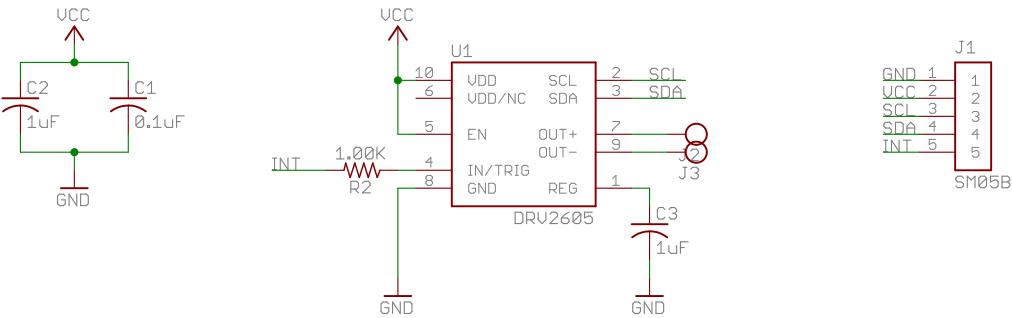 VCC
C2
1uF
C1
0.1uF
GND
VCC
U1
10 VDD SCL 2 SCL
6 VDD/NC SDA 3 SDA
5 EN OUT+ 7
OUT- 9
J2
J3
INT 1.00K 4 IN/TRIG
R2
8 GND REG 1
DRV2605
C3
1uF
GND
GND
J1
GND 1 1
VCC 2 2
SCL 3 3
SDA 4 4
INT 5 5
SM05B